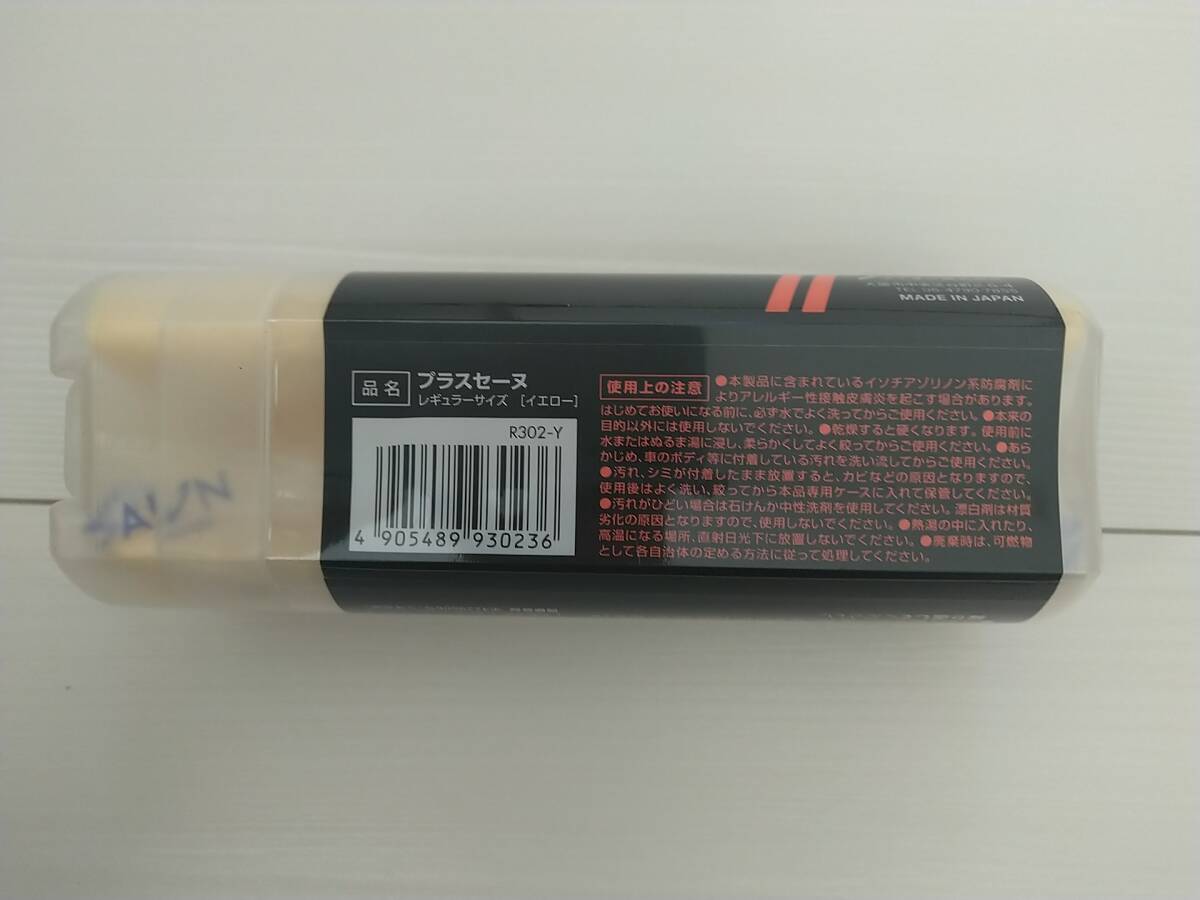 TEL 06-4790-7855
MADE IN JAPAN
品名 プラスセーヌ
レギュラーサイズ [イエロー]
R302-Y
4 905489 930236
使用上の注意 ●本製品に含まれているイソチアゾリノン系防腐剤に
よりアレルギー性接触皮膚炎を起こす場合があります。
はじめてお使いになる前に、必ず水でよく洗ってからご使用ください。●本来の
目的以外には使用しないでください。●乾燥すると硬くなります。使用前に
水またはぬるま湯に浸し、柔らかくしてよく絞ってからご使用ください。●あら
かじめ、車のボディ等に付着している汚れを洗い流してからご使用ください。
●汚れ、シミが付着したまま放置すると、カビなどの原因となりますので、
使用後はよく洗い、絞ってから本品専用ケースに入れて保管してください。
●汚れがひどい場合は石けんか中性洗剤を使用してください。漂白剤は材質
劣化の原因となりますので、使用しないでください。●熱湯の中に入れたり、
高温になる場所、直射日光下に放置しないでください。●廃棄時は、可燃物
として各自治体の定める方法に従って処理してください。